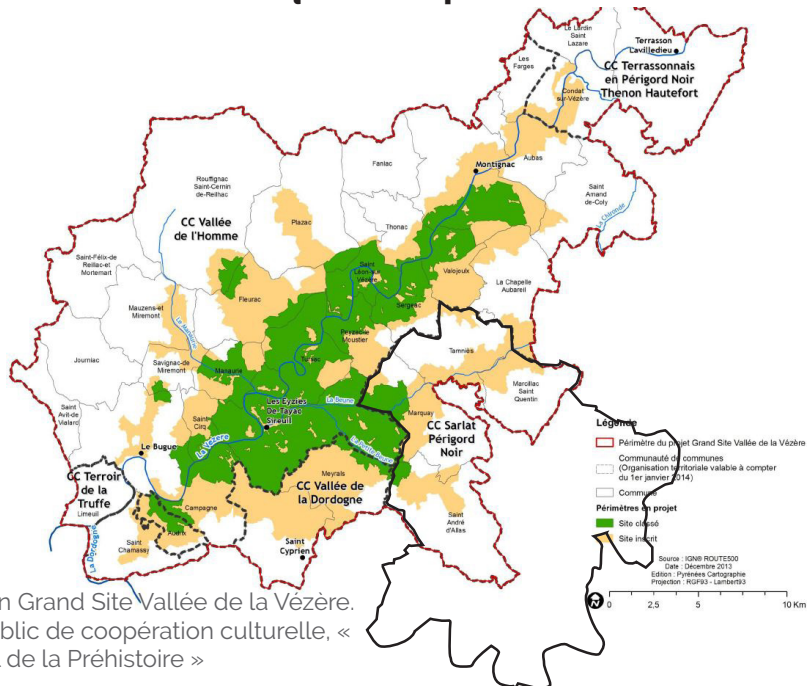 Le Lardin
Saint
Lazare
Terrasson
Lavilledieu
Les
Farges
CC Terrassonnais
en Périgord Noir
Thenon Hautefort
Condat
sur-Vézère
Aubas
Montignac
Fanlac
Rouffignac
Saint-Cernin
de-Reilhac
Plazac
Thonac
Saint
Amand
de-Coly
La Chironde
CC Vallée
de l'Homme
Saint-Félix-de
Reillac-et
Mortemart
Saint
Léon-sur
Vézère
Valojoulx
La Chapelle
Aubareil
Fleurac
Sergeac
Mauzens-et
Miremont
Peyzac-le
Moustier
Tamniès
Journiac
Savignac-de
Miremont
Manaurie
Tursac
Marcillac
Saint
Quentin
Les Eyzies
De-Tayac
Sireuil
La Beune
Marquay
Saint
Avit-de
Vialard
Saint-
Cirq
La Vézère
CC Sarlat
Périgord
Noir
Le Bugue
La Petite Beune
Meyrals
CC Terroir
de la
Truffe
Limeuil
Campagne
CC Vallée de
la Dordogne
Audrix
Saint
Chamassy
Saint
Cyprien
Saint
André
d'Allas
La Dordogne
Légende
Périmètre du projet Grand Site Vallée de la Vézère
Communauté de communes
(Organisation territoriale valable à compter
du 1er janvier 2014)
Commune
Périmètres en projet
Site classé
Site inscrit
Source : IGN® ROUTE500
Date : Décembre 2013
Edition : Pyrénées Cartographie
Projection : RGF93 - Lambert93
N
0 2,5 5 10 Km
n Grand Site Vallée de la Vézère.
blic de coopération culturelle, «
de la Préhistoire »